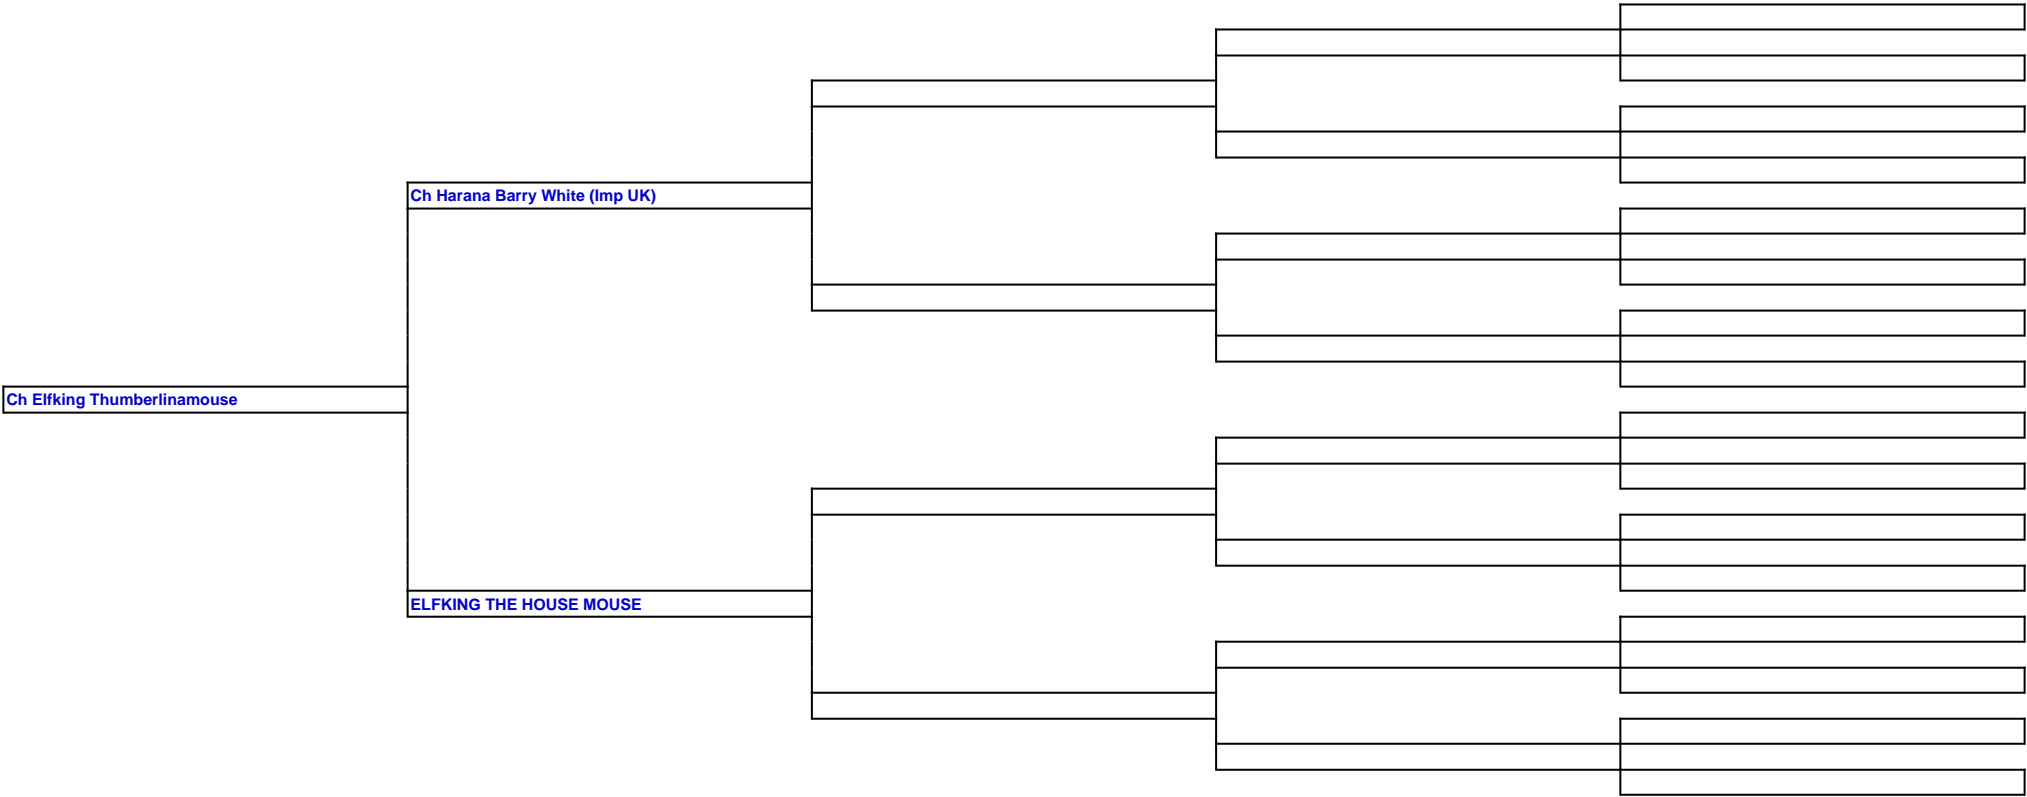 Ch Harana Barry White (Imp UK)
Ch Elfking Thumberlinamouse
ELFKING THE HOUSE MOUSE